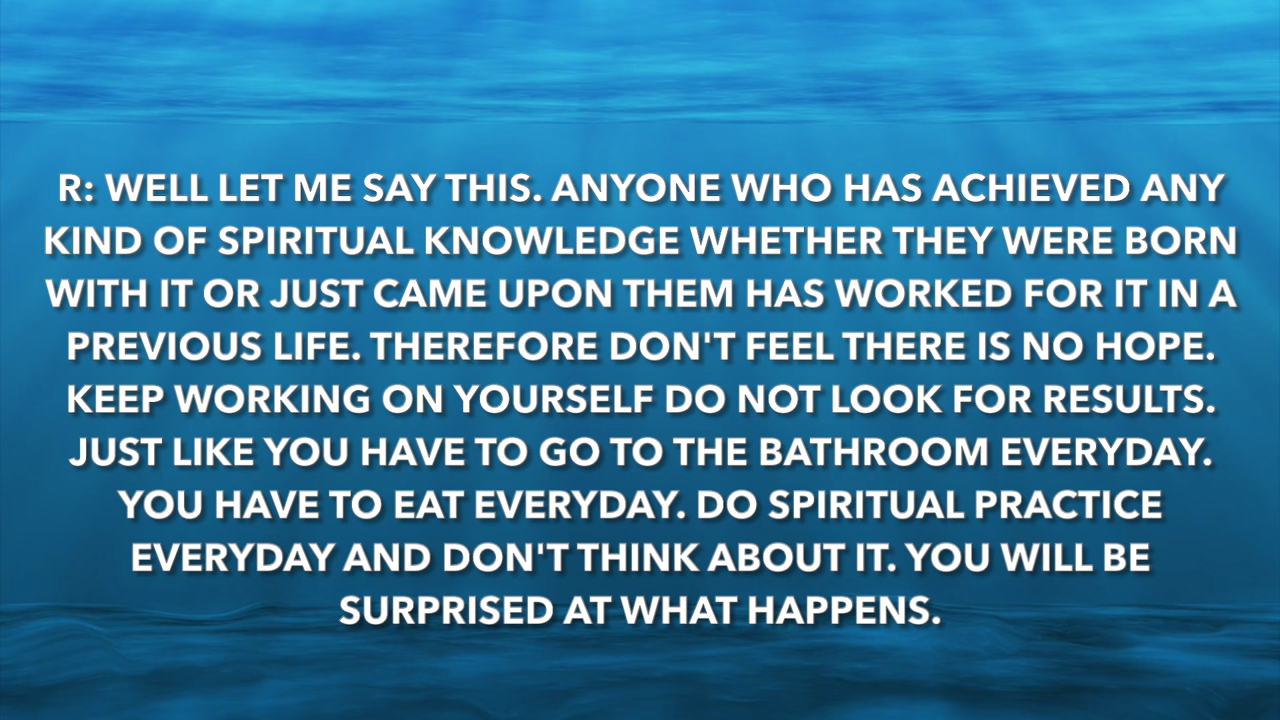 R: WELL LET ME SAY THIS. ANYONE WHO HAS ACHIEVED ANY
KIND OF SPIRITUAL KNOWLEDGE WHETHER THEY WERE BORN
WITH IT OR JUST CAME UPON THEM HAS WORKED FOR IT IN A
PREVIOUS LIFE. THEREFORE DON'T FEEL THERE IS NO HOPE.
KEEP WORKING ON YOURSELF DO NOT LOOK FOR RESULTS.
JUST LIKE YOU HAVE TO GO TO THE BATHROOM EVERYDAY.
YOU HAVE TO EAT EVERYDAY. DO SPIRITUAL PRACTICE
EVERYDAY AND DON'T THINK ABOUT IT. YOU WILL BE
SURPRISED AT WHAT HAPPENS.